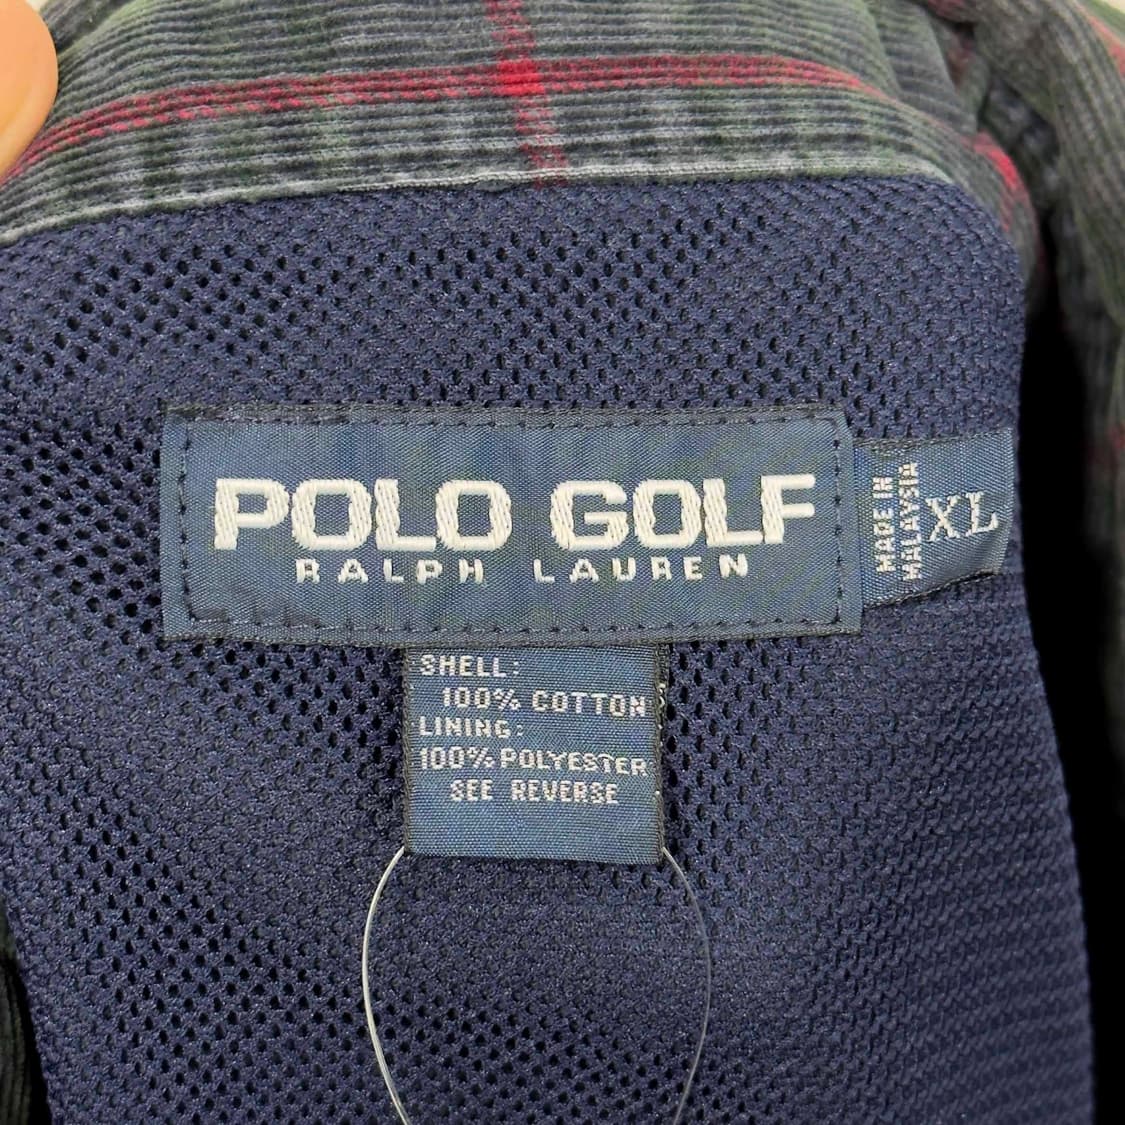 POLO GOLF
RALPH LAUREN
MADE IN
MALAYSIA
XL
SHELL:
100% COTTON
LINING:
100% POLYESTER
SEE REVERSE